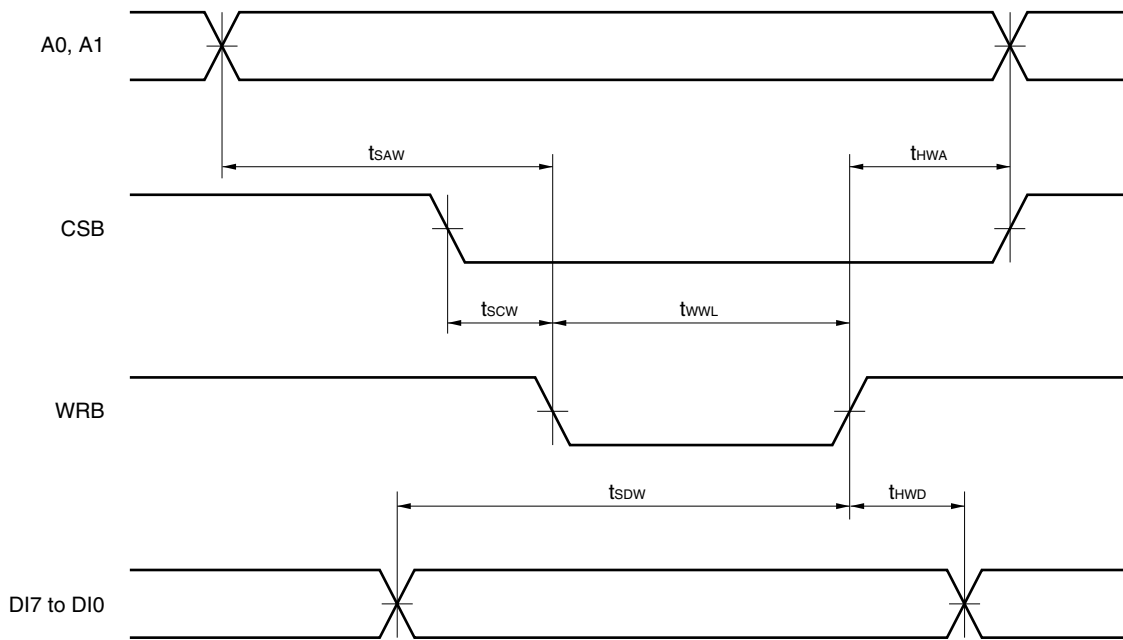 A0, A1
tSAW
tHWA
CSB
tSCW
tWWL
WRB
tSDW
tHWD
DI7 to DI0